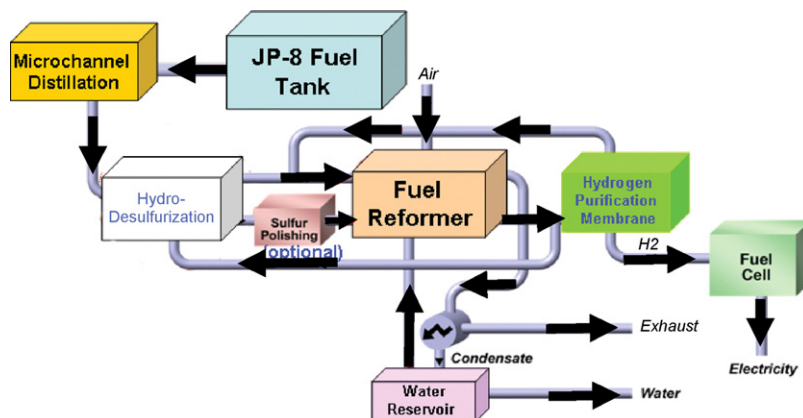 JP-8 Fuel
Tank
Microchannel
Distillation
Air
Hydro-
Desulfurization
Sulfur
Polishing
(optional)
Fuel
Reformer
Hydrogen
Purification
Membrane
H2
Fuel
Cell
Exhaust
Condensate
Electricity
Water
Reservoir
Water